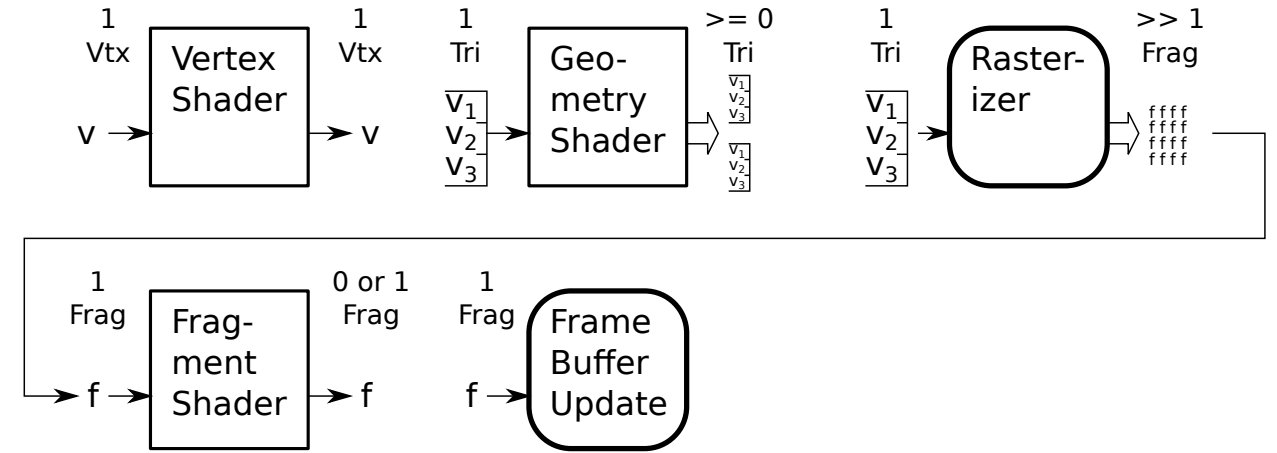 1
Vtx
v
Vertex
Shader
1
Vtx
v
1
Tri
v1
v2
v3
Geo-
metry
Shader
>= 0
Tri
v1
v2
v3
v1
v2
v3
1
Tri
v1
v2
v3
Raster-
izer
>> 1
Frag
f f f f
f f f f
f f f f
f f f f
1
Frag
f
Frag-
ment
Shader
0 or 1
Frag
f
1
Frag
f
Frame
Buffer
Update